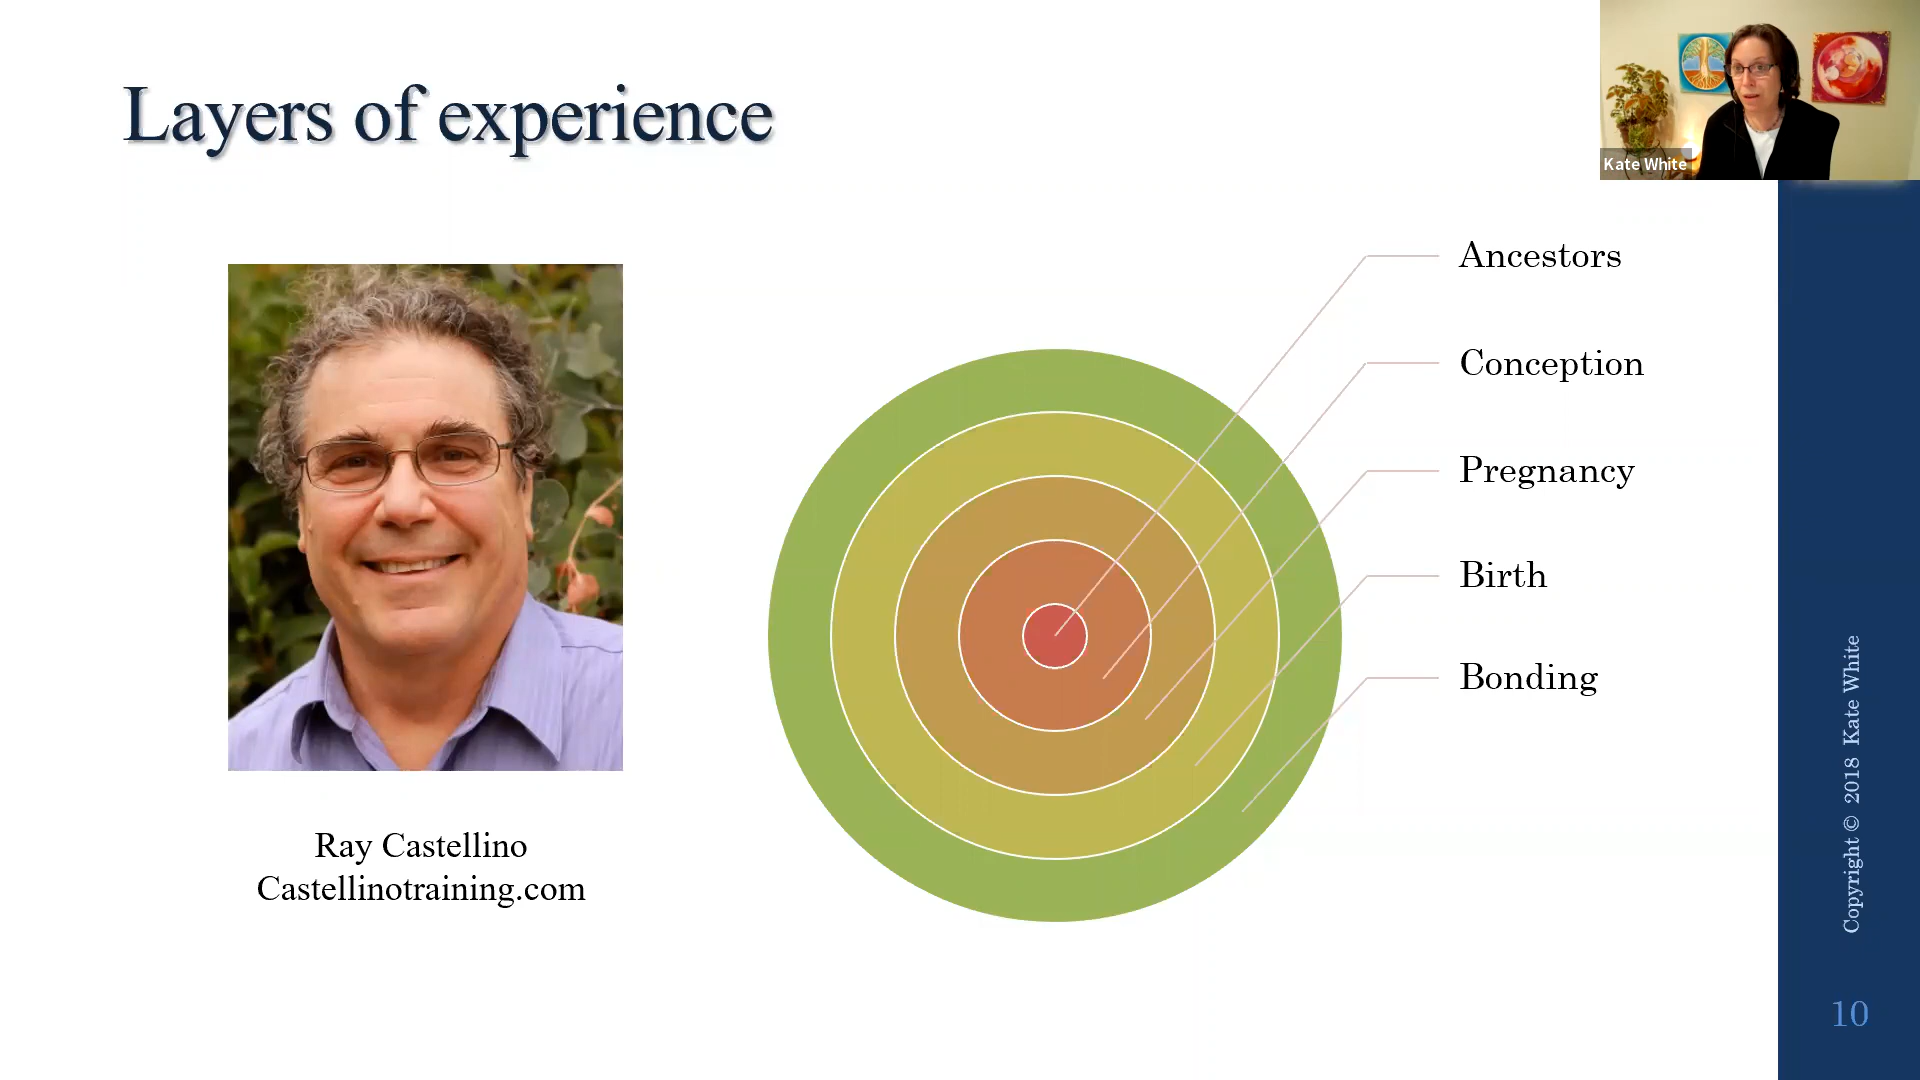 Layers of experience
Kate White
Ancestors
Conception
Pregnancy
Birth
Bonding
Ray Castellino
Castellinotraining.com
Copyright © 2018 Kate White
10